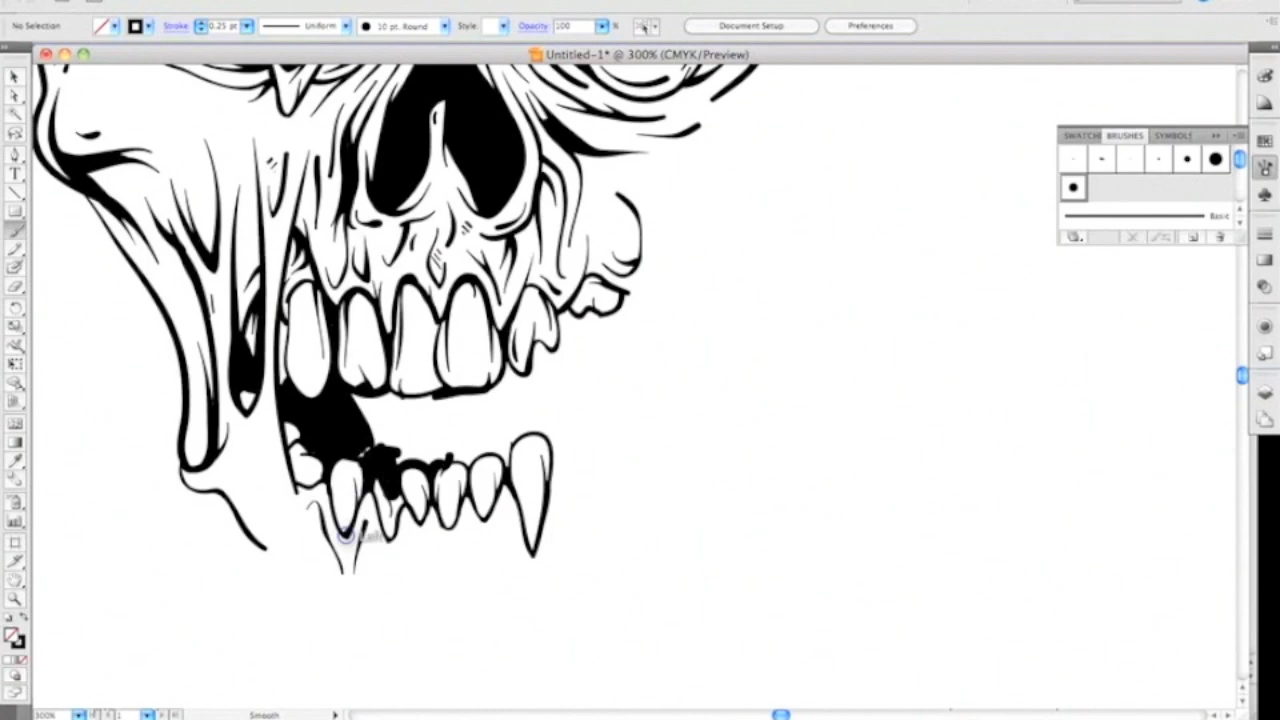 No Selection Stroke 0.25 pt Uniform 10 pt. Round Style Opacity 100 % Document Setup Preferences
Untitled-1* @ 300% (CMYK/Preview)
SWATCH BRUSHES SYMBOLS
Basic
300% 1 Smooth